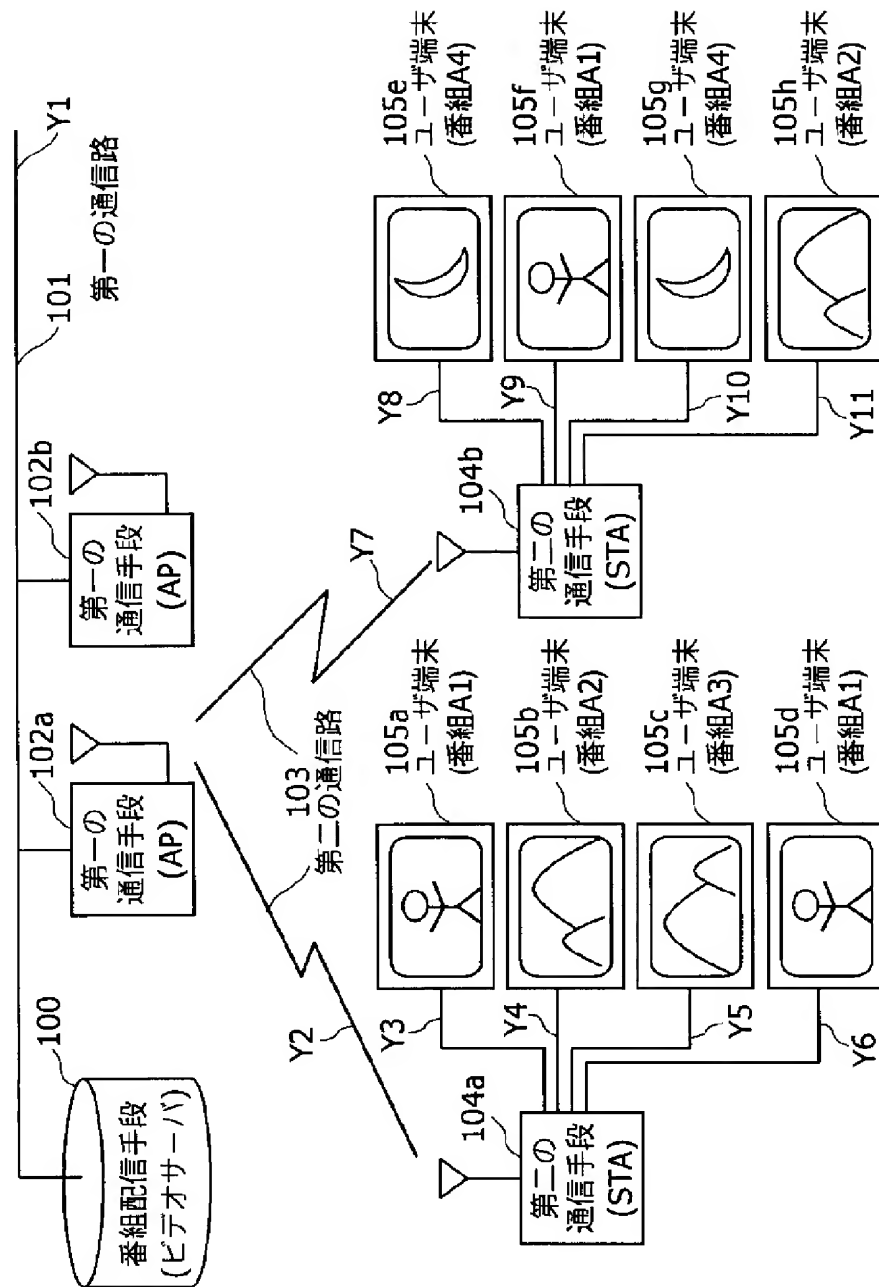 100
番組配信手段
(ビデオサーバ)
102a
第一の
通信手段
(AP)
102b
第一の
通信手段
(AP)
101
第一の通信路
Y1
Y2
103
第二の通信路
Y7
104a
第二の
通信手段
(STA)
Y3
Y4
Y5
Y6
105a
ユーザ端末
(番組A1)
105b
ユーザ端末
(番組A2)
105c
ユーザ端末
(番組A3)
105d
ユーザ端末
(番組A1)
104b
第二の
通信手段
(STA)
Y8
Y9
Y10
Y11
105e
ユーザ端末
(番組A4)
105f
ユーザ端末
(番組A1)
105g
ユーザ端末
(番組A4)
105h
ユーザ端末
(番組A2)